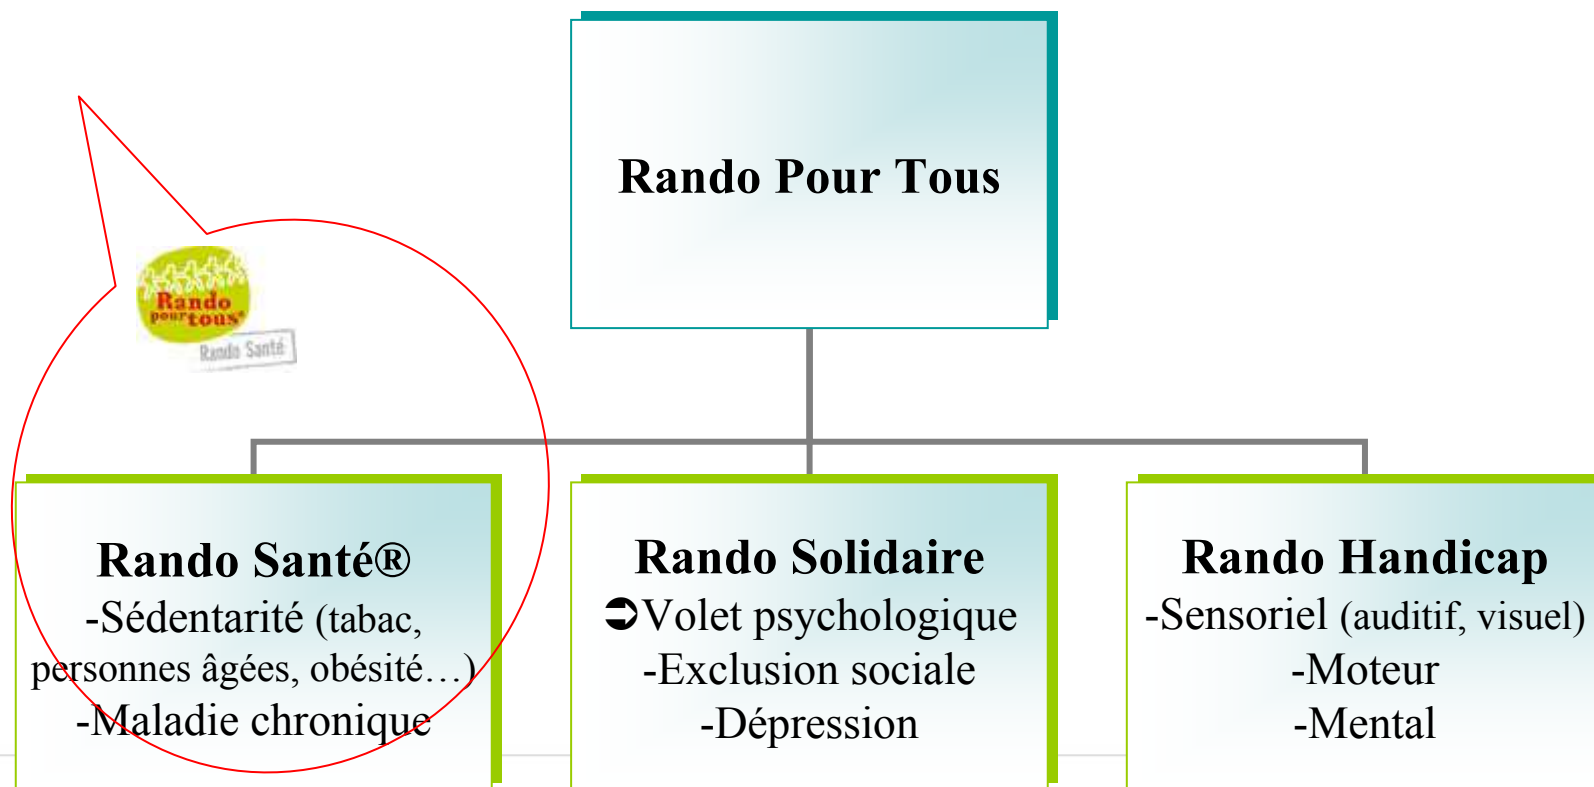 Rando Pour Tous
Rando
pour tous®
Rando Santé
Rando Santé®
-Sédentarité (tabac,
personnes âgées, obésité…)
-Maladie chronique
Rando Solidaire
➲Volet psychologique
-Exclusion sociale
-Dépression
Rando Handicap
-Sensoriel (auditif, visuel)
-Moteur
-Mental